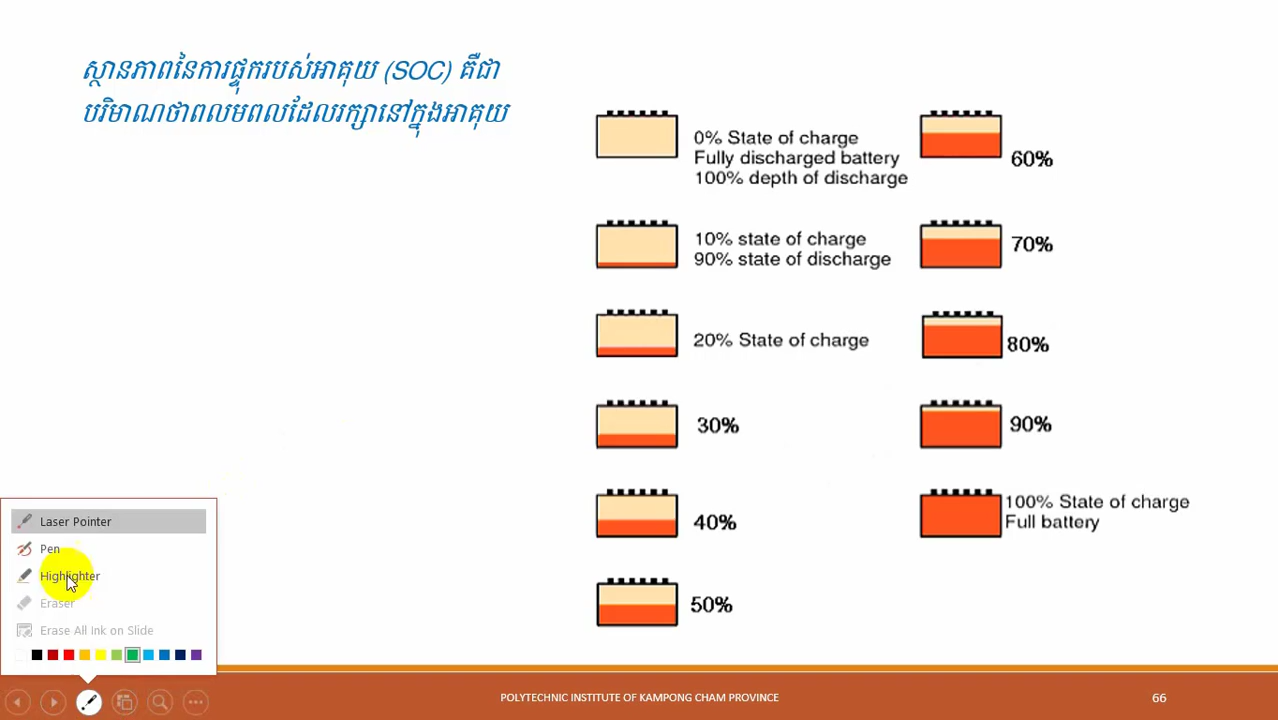 ស្ថានភាពនៃការផ្ទុករបស់អាគុយ (SOC) គឺជា
បរិមាណថាពលមពលដែលរក្សានៅក្នុងអាគុយ
0% State of charge
Fully discharged battery
100% depth of discharge
10% state of charge
90% state of discharge
20% State of charge
30%
40%
50%
60%
70%
80%
90%
100% State of charge
Full battery
Laser Pointer
Pen
Highlighter
Eraser
Erase All Ink on Slide
POLYTECHNIC INSTITUTE OF KAMPONG CHAM PROVINCE
66